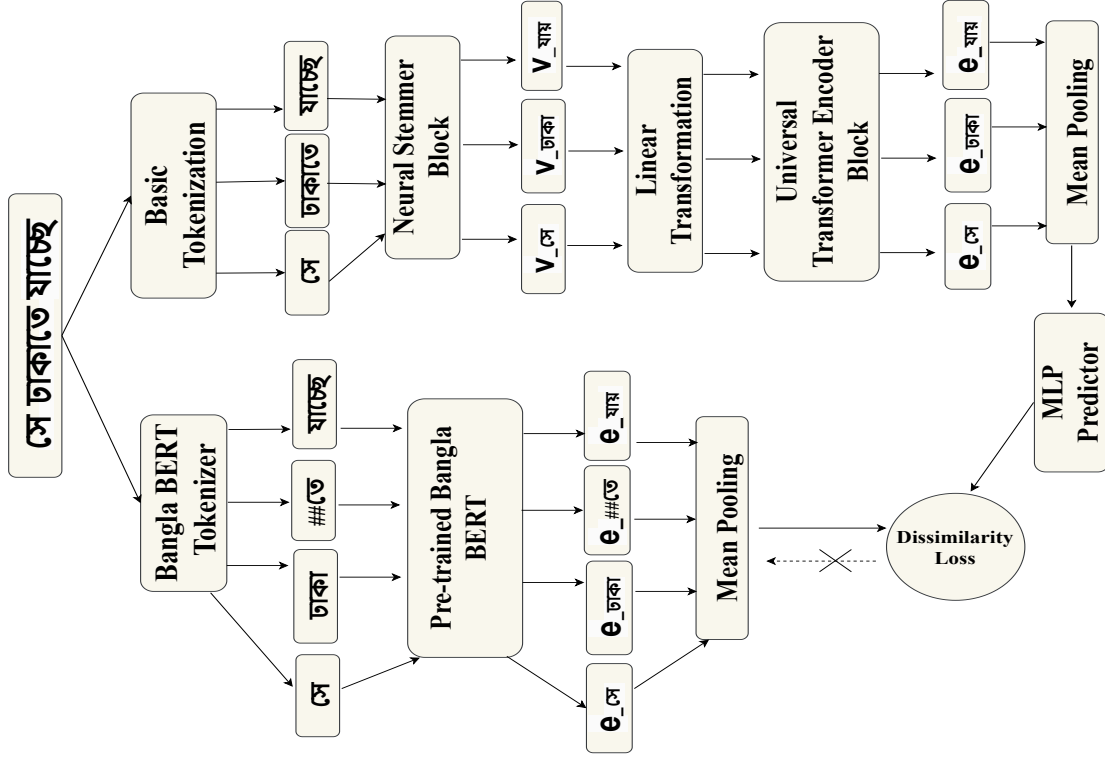 সে ঢাকাতে যাচ্ছে
Bangla BERT
Tokenizer
সে
ঢাকা
##তে
যাচ্ছে
Pre-trained Bangla
BERT
e_সে
e_ঢাকা
e_##তে
e_যায়
Mean Pooling
Basic
Tokenization
সে
ঢাকাতে
যাচ্ছে
Neural Stemmer
Block
v_সে
v_ঢাকা
v_যায়
Linear
Transformation
Universal
Transformer Encoder
Block
e_সে
e_ঢাকা
e_যায়
Mean Pooling
MLP
Predictor
Dissimilarity
Loss